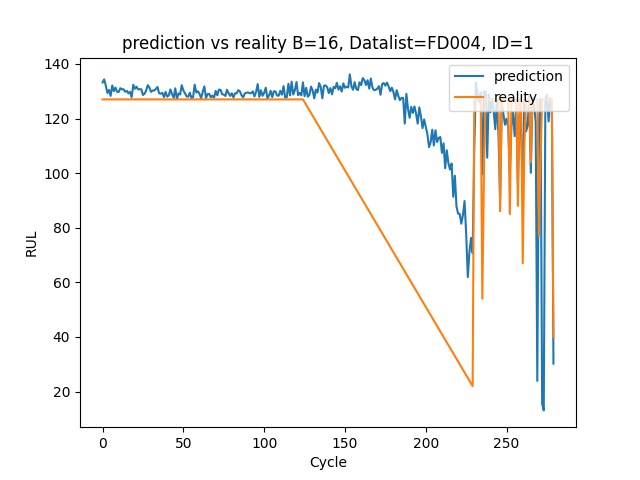 prediction vs reality B=16, Datalist=FD004, ID=1
140
120
100
80
60
40
20
RUL
prediction
reality
0 50 100 150 200 250
Cycle